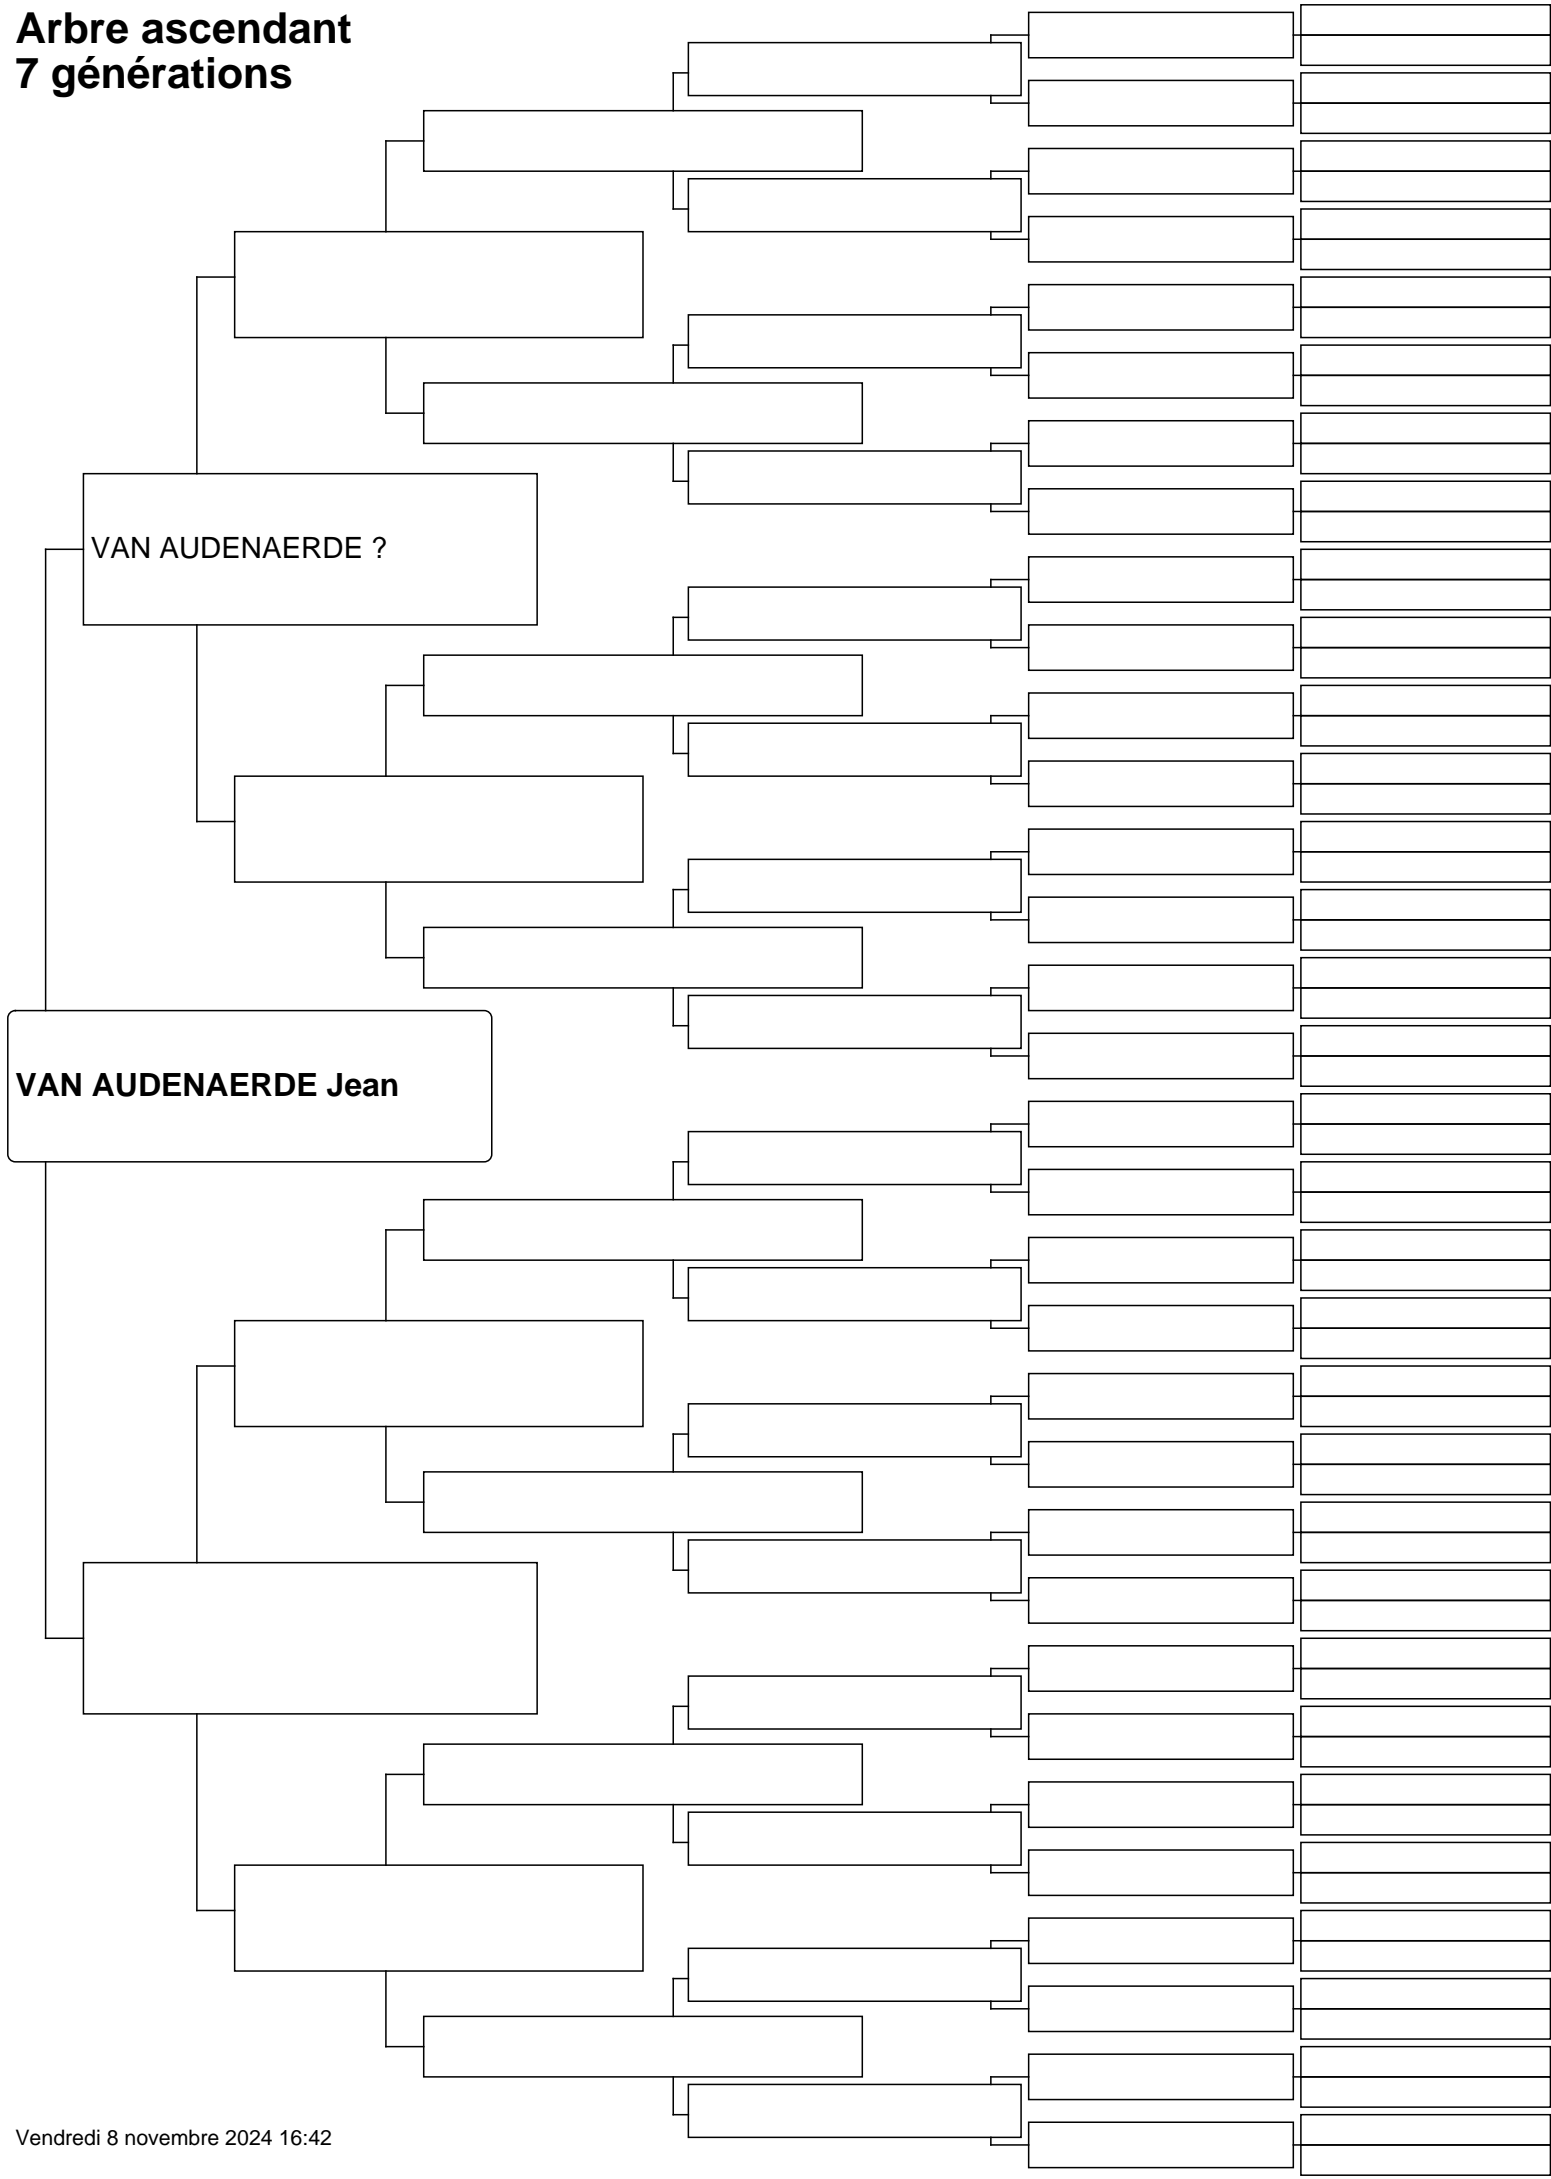 Arbre ascendant
7 générations
VAN AUDENAERDE ?
VAN AUDENAERDE Jean
Vendredi 8 novembre 2024 16:42